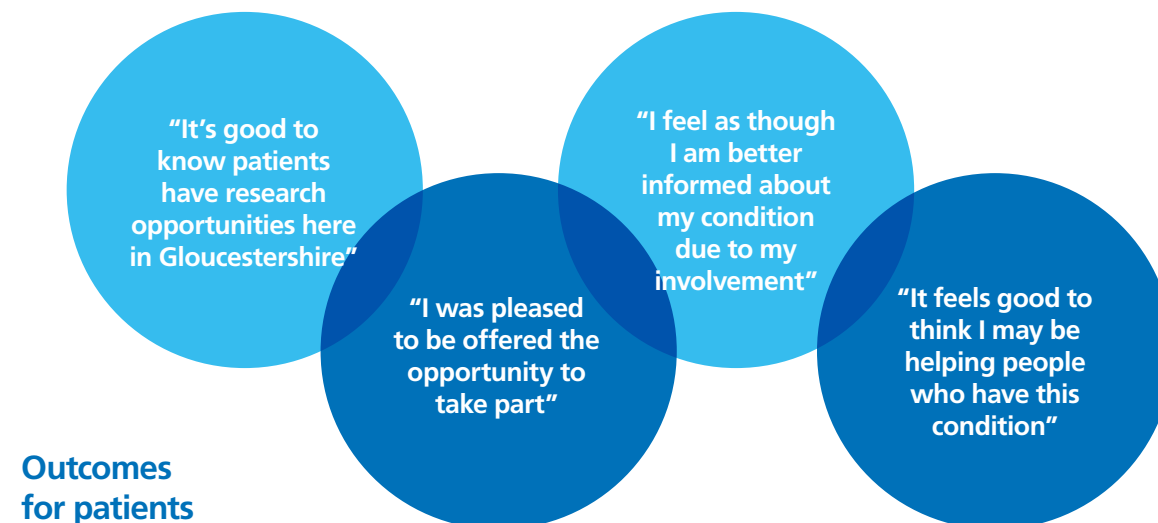 “It’s good to
know patients
have research
opportunities here
in Gloucestershire”
“I was pleased
to be offered the
opportunity to
take part”
“I feel as though
I am better
informed about
my condition
due to my
involvement”
“It feels good to
think I may be
helping people
who have this
condition”
Outcomes
for patients